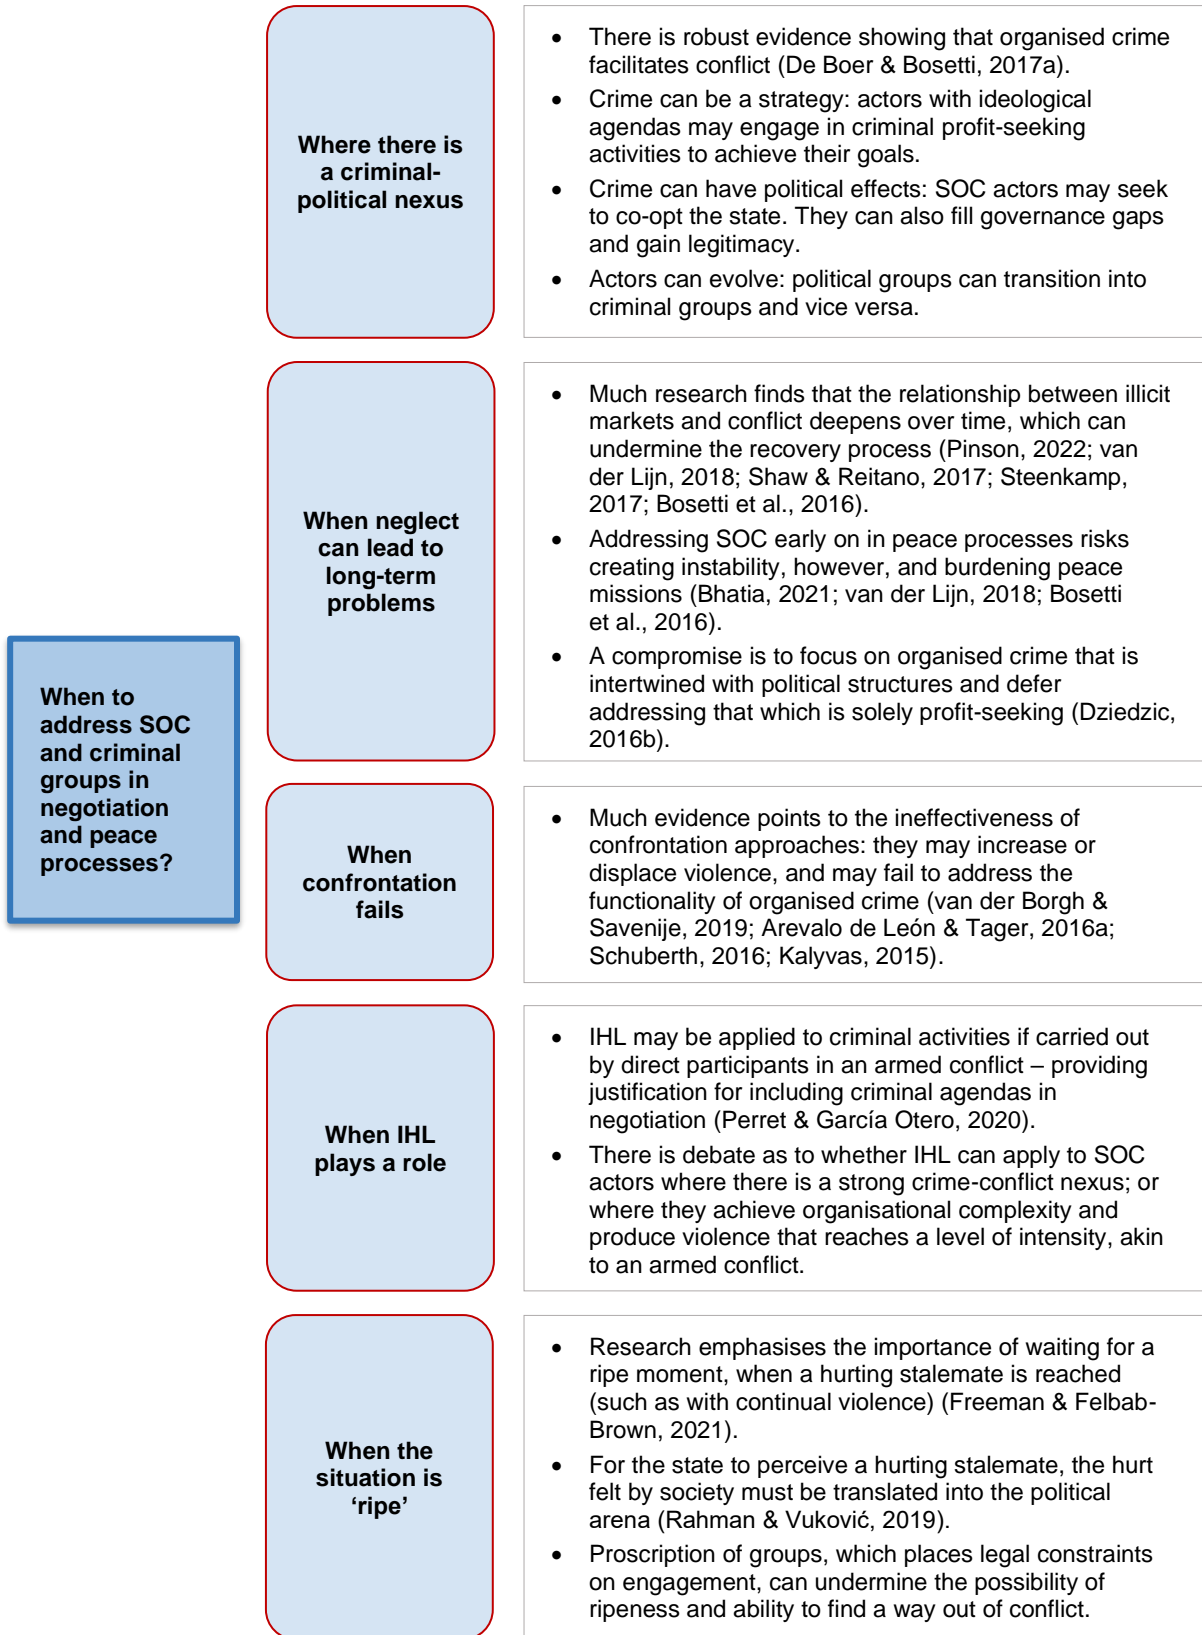 When to
address SOC
and criminal
groups in
negotiation
and peace
processes?
Where there is
a criminal-
political nexus
• There is robust evidence showing that organised crime
facilitates conflict (De Boer & Bosetti, 2017a).
• Crime can be a strategy: actors with ideological
agendas may engage in criminal profit-seeking
activities to achieve their goals.
• Crime can have political effects: SOC actors may seek
to co-opt the state. They can also fill governance gaps
and gain legitimacy.
• Actors can evolve: political groups can transition into
criminal groups and vice versa.
When neglect
can lead to
long-term
problems
• Much research finds that the relationship between illicit
markets and conflict deepens over time, which can
undermine the recovery process (Pinson, 2022; van
der Lijn, 2018; Shaw & Reitano, 2017; Steenkamp,
2017; Bosetti et al., 2016).
• Addressing SOC early on in peace processes risks
creating instability, however, and burdening peace
missions (Bhatia, 2021; van der Lijn, 2018; Bosetti
et al., 2016).
• A compromise is to focus on organised crime that is
intertwined with political structures and defer
addressing that which is solely profit-seeking (Dziedzic,
2016b).
When
confrontation
fails
• Much evidence points to the ineffectiveness of
confrontation approaches: they may increase or
displace violence, and may fail to address the
functionality of organised crime (van der Borgh &
Savenije, 2019; Arevalo de León & Tager, 2016a;
Schuberth, 2016; Kalyvas, 2015).
When IHL
plays a role
• IHL may be applied to criminal activities if carried out
by direct participants in an armed conflict – providing
justification for including criminal agendas in
negotiation (Perret & García Otero, 2020).
• There is debate as to whether IHL can apply to SOC
actors where there is a strong crime-conflict nexus; or
where they achieve organisational complexity and
produce violence that reaches a level of intensity, akin
to an armed conflict.
When the
situation is
‘ripe’
• Research emphasises the importance of waiting for a
ripe moment, when a hurting stalemate is reached
(such as with continual violence) (Freeman & Felbab-
Brown, 2021).
• For the state to perceive a hurting stalemate, the hurt
felt by society must be translated into the political
arena (Rahman & Vuković, 2019).
• Proscription of groups, which places legal constraints
on engagement, can undermine the possibility of
ripeness and ability to find a way out of conflict.